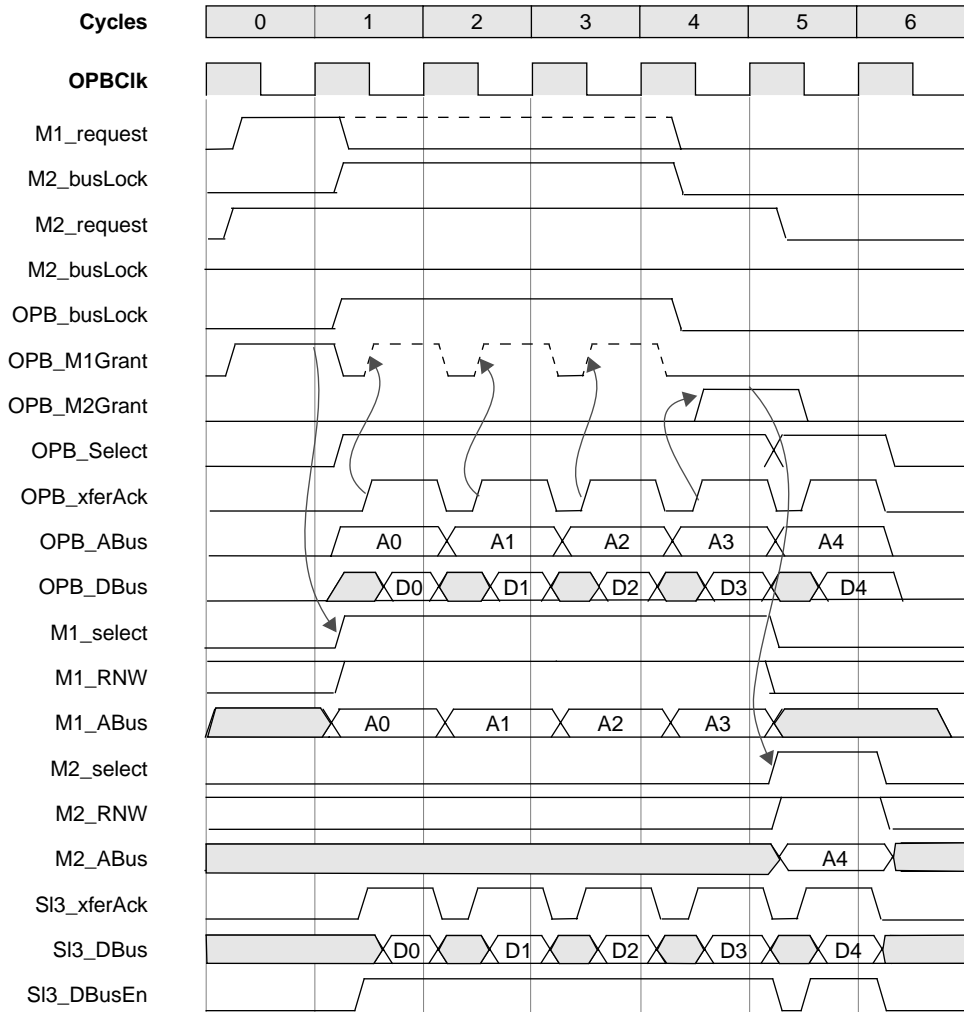 Cycles 0 1 2 3 4 5 6
OPBClk
M1_request
M2_busLock
M2_request
M2_busLock
OPB_busLock
OPB_M1Grant
OPB_M2Grant
OPB_Select
OPB_xferAck
OPB_ABus A0 A1 A2 A3 A4
OPB_DBus D0 D1 D2 D3 D4
M1_select
M1_RNW
M1_ABus A0 A1 A2 A3
M2_select
M2_RNW
M2_ABus A4
Sl3_xferAck
Sl3_DBus D0 D1 D2 D3 D4
Sl3_DBusEn